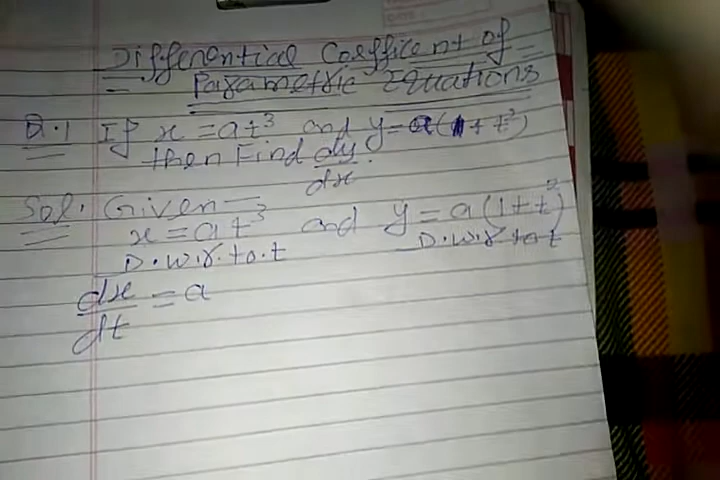 Differential Coefficient of
Parametric Equations
Q.1 If x = at³ and y = a(1+t²)
then Find dy/dx.
Sol. Given—
x = at³ and y = a(1+t²)
D.w.r.to.t D.w.r.to.t
dx/dt = a